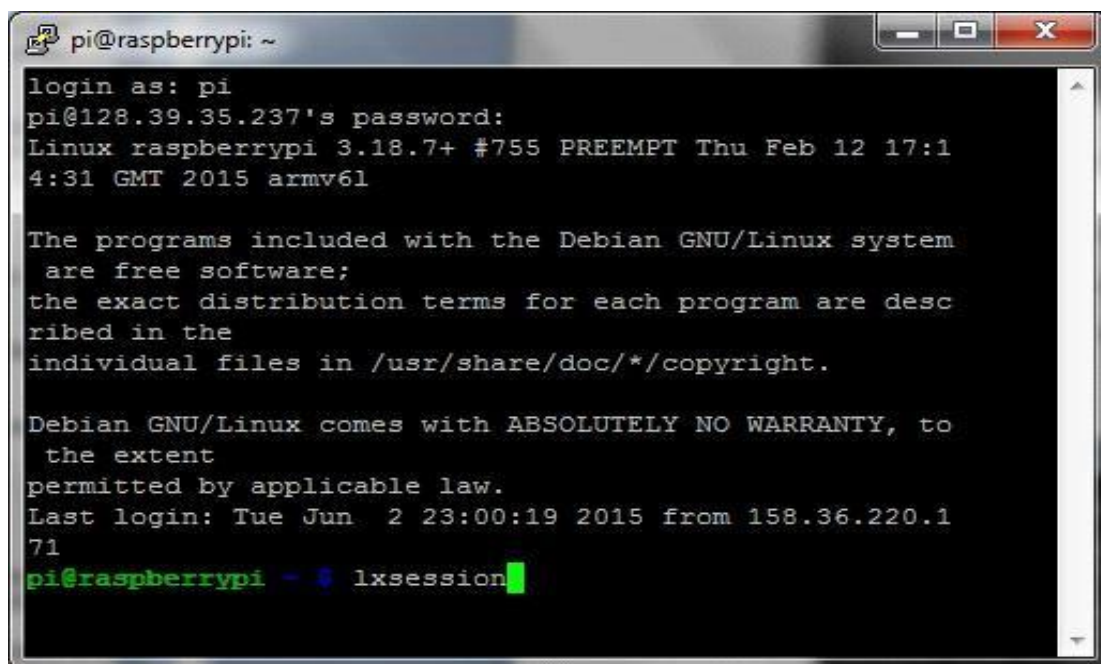 pi@raspberrypi: ~
login as: pi
pi@128.39.35.237's password:
Linux raspberrypi 3.18.7+ #755 PREEMPT Thu Feb 12 17:1
4:31 GMT 2015 armv6l
The programs included with the Debian GNU/Linux system
 are free software;
the exact distribution terms for each program are desc
ribed in the
individual files in /usr/share/doc/*/copyright.
Debian GNU/Linux comes with ABSOLUTELY NO WARRANTY, to
 the extent
permitted by applicable law.
Last login: Tue Jun  2 23:00:19 2015 from 158.36.220.1
71
pi@raspberrypi ~ $ lxsession